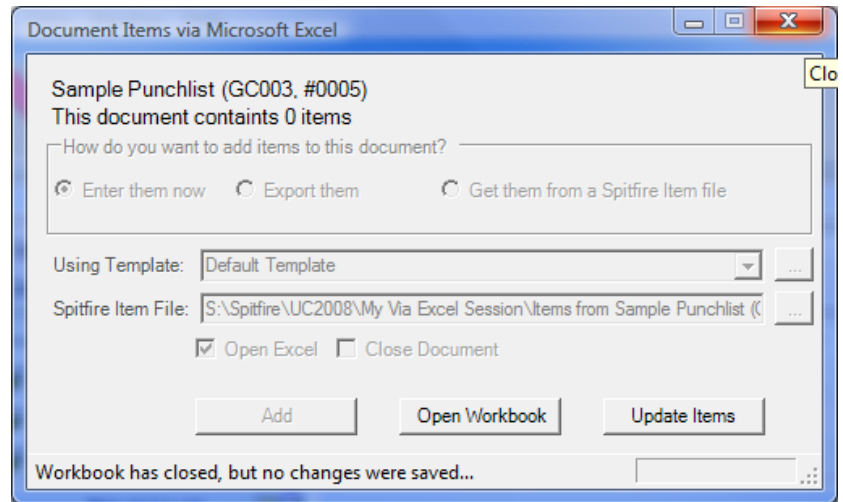 Document Items via Microsoft Excel
Clo
Sample Punchlist (GC003, #0005)
This document containts 0 items
How do you want to add items to this document?
Enter them now Export them Get them from a Spitfire Item file
Using Template: Default Template ...
Spitfire Item File: S:\Spitfire\UC2008\My Via Excel Session\Items from Sample Punchlist (( ...
Open Excel Close Document
Add Open Workbook Update Items
Workbook has closed, but no changes were saved...